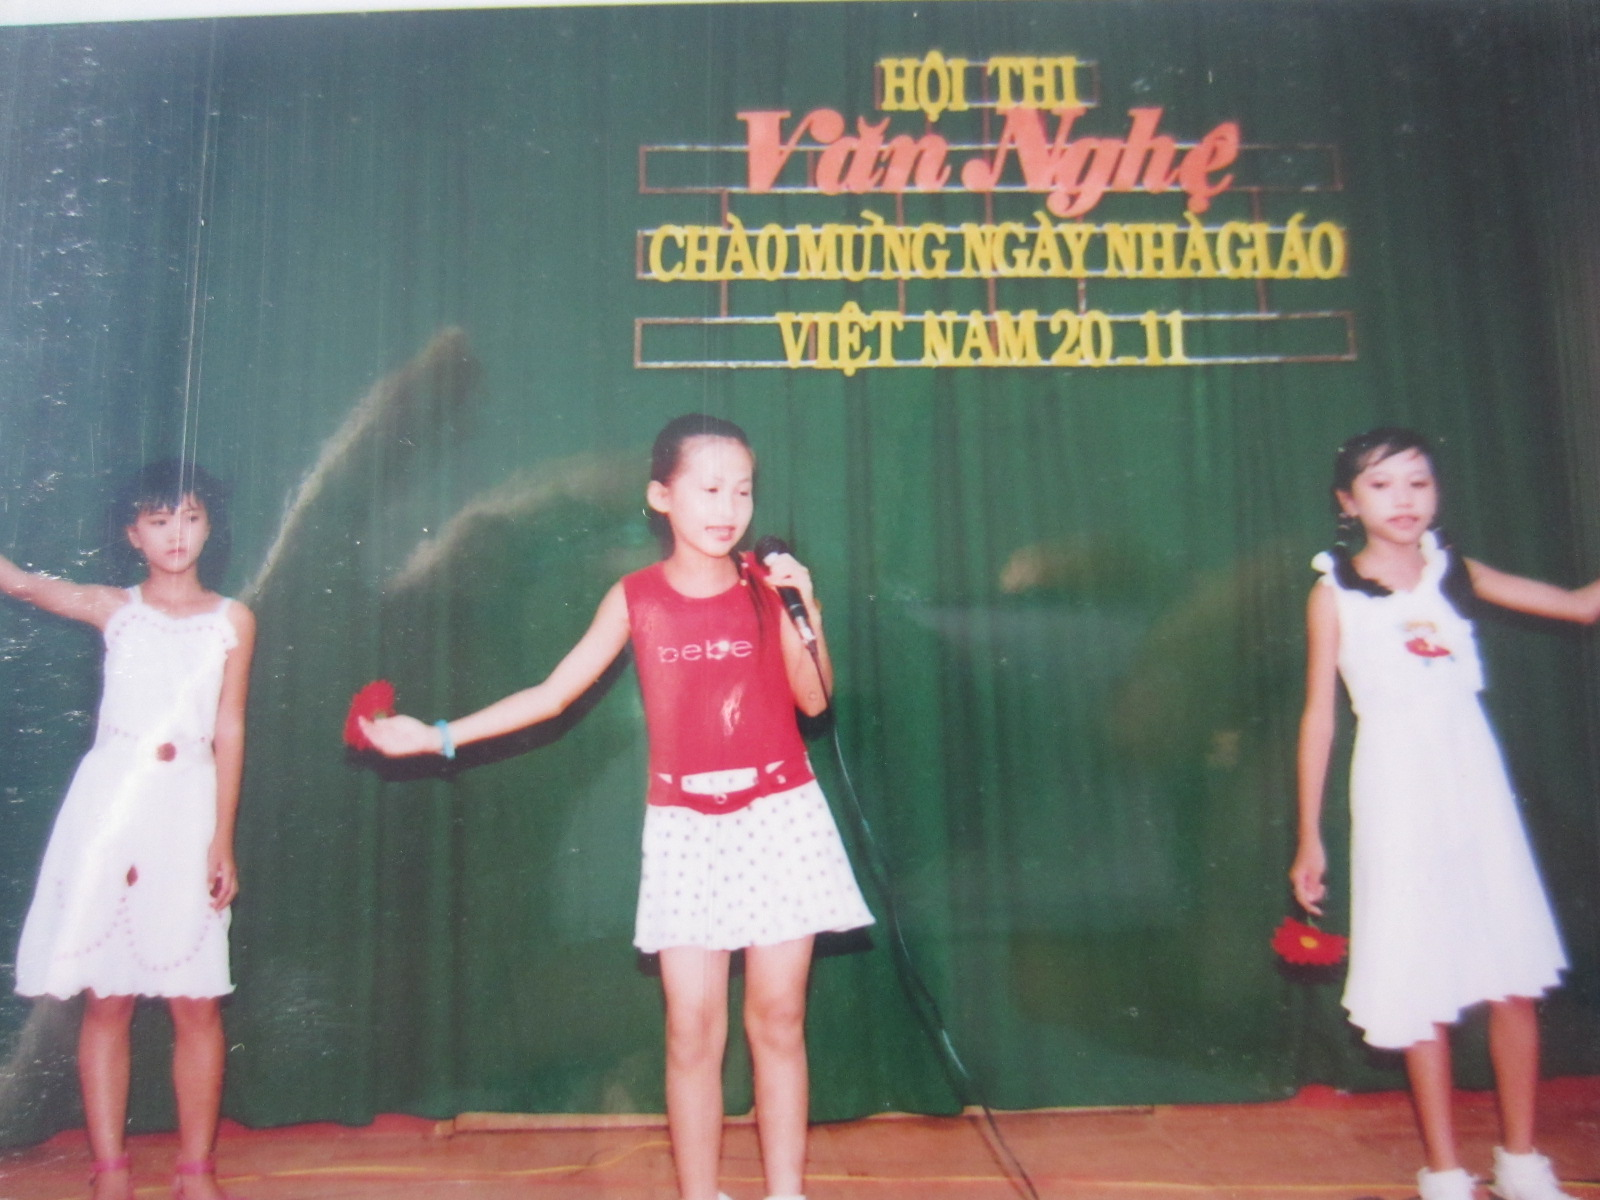 HỘI THI
Văn Nghệ
CHÀO MỪNG NGÀY NHÀ GIÁO
VIỆT NAM 20_11
bebe